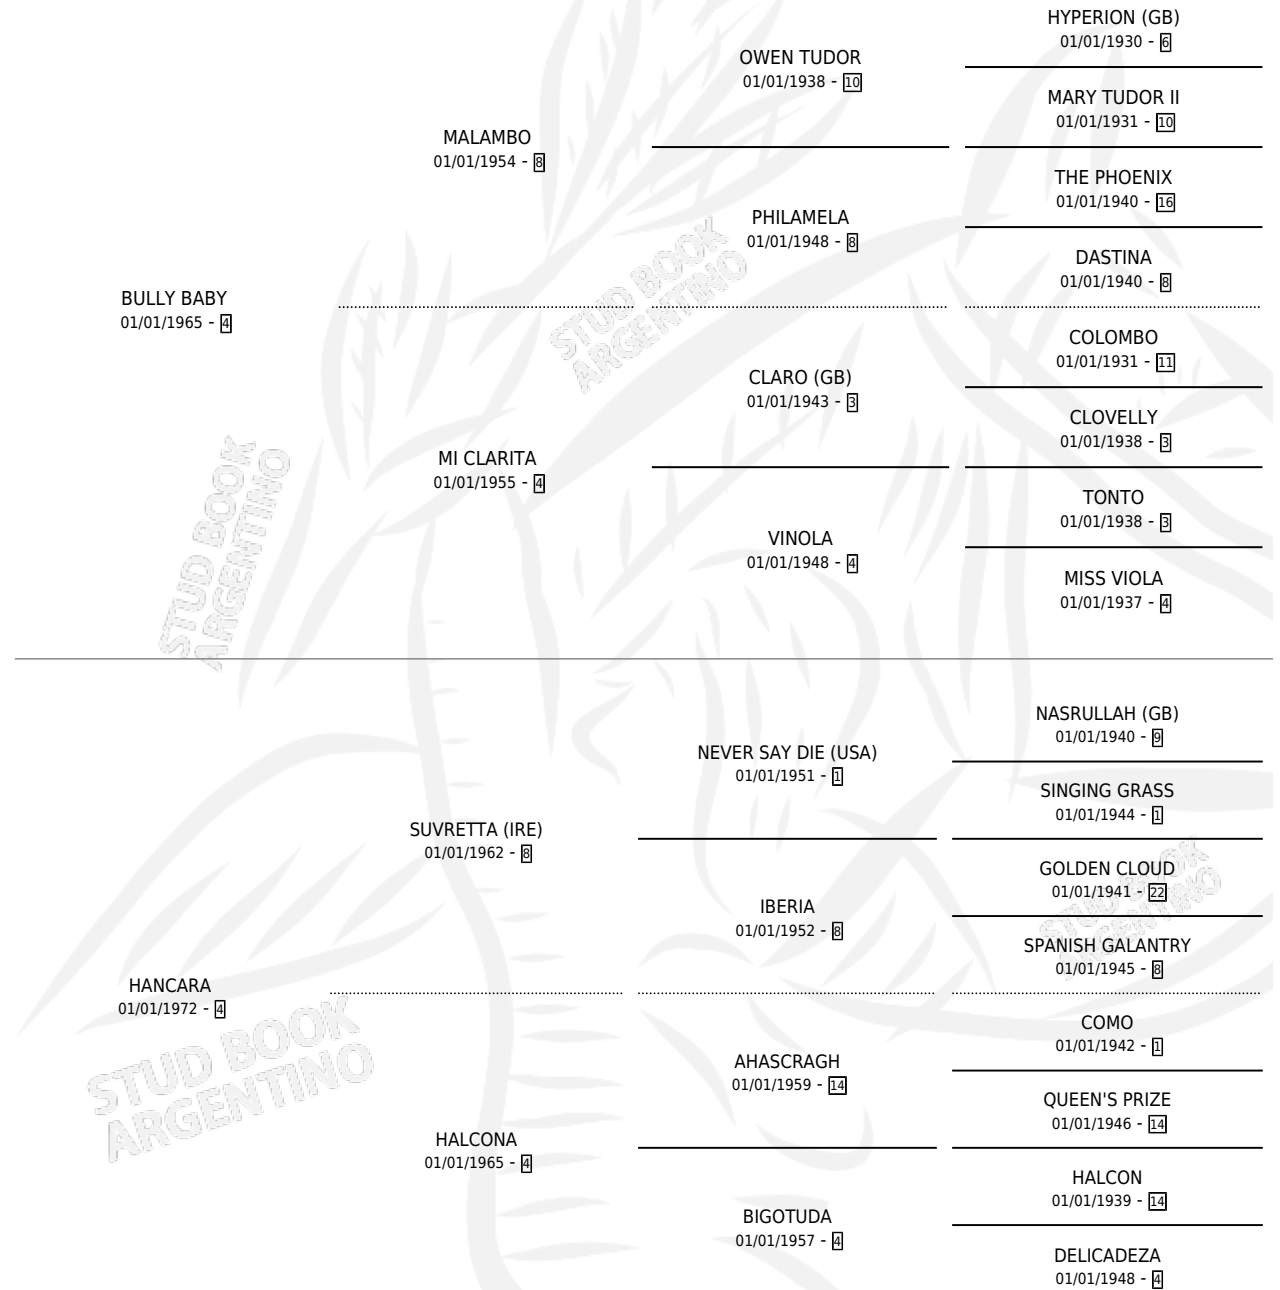 HYPERION (GB)
01/01/1930 - 6
OWEN TUDOR
01/01/1938 - 10
MARY TUDOR II
01/01/1931 - 10
MALAMBO
01/01/1954 - 8
THE PHOENIX
01/01/1940 - 16
PHILAMELA
01/01/1948 - 8
DASTINA
01/01/1940 - 8
BULLY BABY
01/01/1965 - 4
COLOMBO
01/01/1931 - 11
CLARO (GB)
01/01/1943 - 3
CLOVELLY
01/01/1938 - 3
MI CLARITA
01/01/1955 - 4
TONTO
01/01/1938 - 3
VINOLA
01/01/1948 - 4
MISS VIOLA
01/01/1937 - 4
NASRULLAH (GB)
01/01/1940 - 9
NEVER SAY DIE (USA)
01/01/1951 - 1
SINGING GRASS
01/01/1944 - 1
SUVRETTA (IRE)
01/01/1962 - 8
GOLDEN CLOUD
01/01/1941 - 22
IBERIA
01/01/1952 - 8
SPANISH GALANTRY
01/01/1945 - 8
HANCARA
01/01/1972 - 4
COMO
01/01/1942 - 1
AHASCRAGH
01/01/1959 - 14
QUEEN'S PRIZE
01/01/1946 - 14
HALCONA
01/01/1965 - 4
HALCON
01/01/1939 - 14
BIGOTUDA
01/01/1957 - 4
DELICADEZA
01/01/1948 - 4
STUD BOOK
ARGENTINO
STUD BOOK
ARGENTINO
STUD BOOK
ARGENTINO
STUD BOOK
ARGENTINO